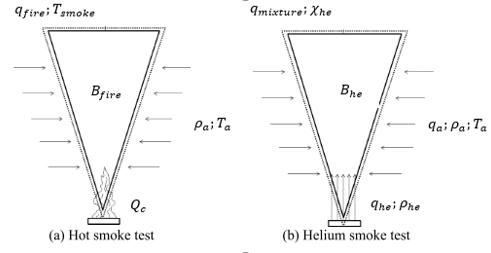 q_fire; T_smoke
q_mixture; χ_he
B_fire
B_he
ρ_a; T_a
q_a; ρ_a; T_a
Q_c
q_he; ρ_he
(a) Hot smoke test
(b) Helium smoke test